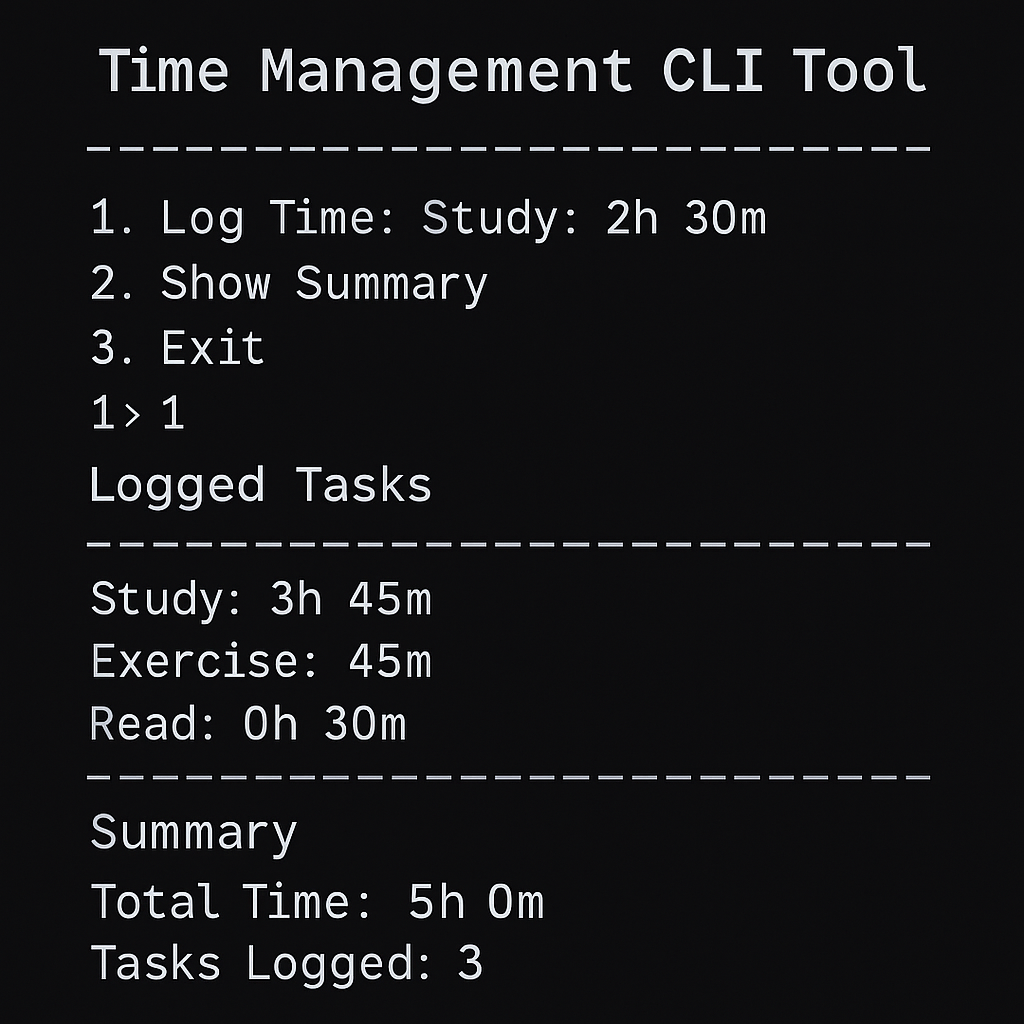 Time Management CLI Tool
-------------------------
1. Log Time: Study: 2h 30m
2. Show Summary
3. Exit
1> 1
Logged Tasks
-------------------------
Study: 3h 45m
Exercise: 45m
Read: 0h 30m
-------------------------
Summary
Total Time: 5h 0m
Tasks Logged: 3